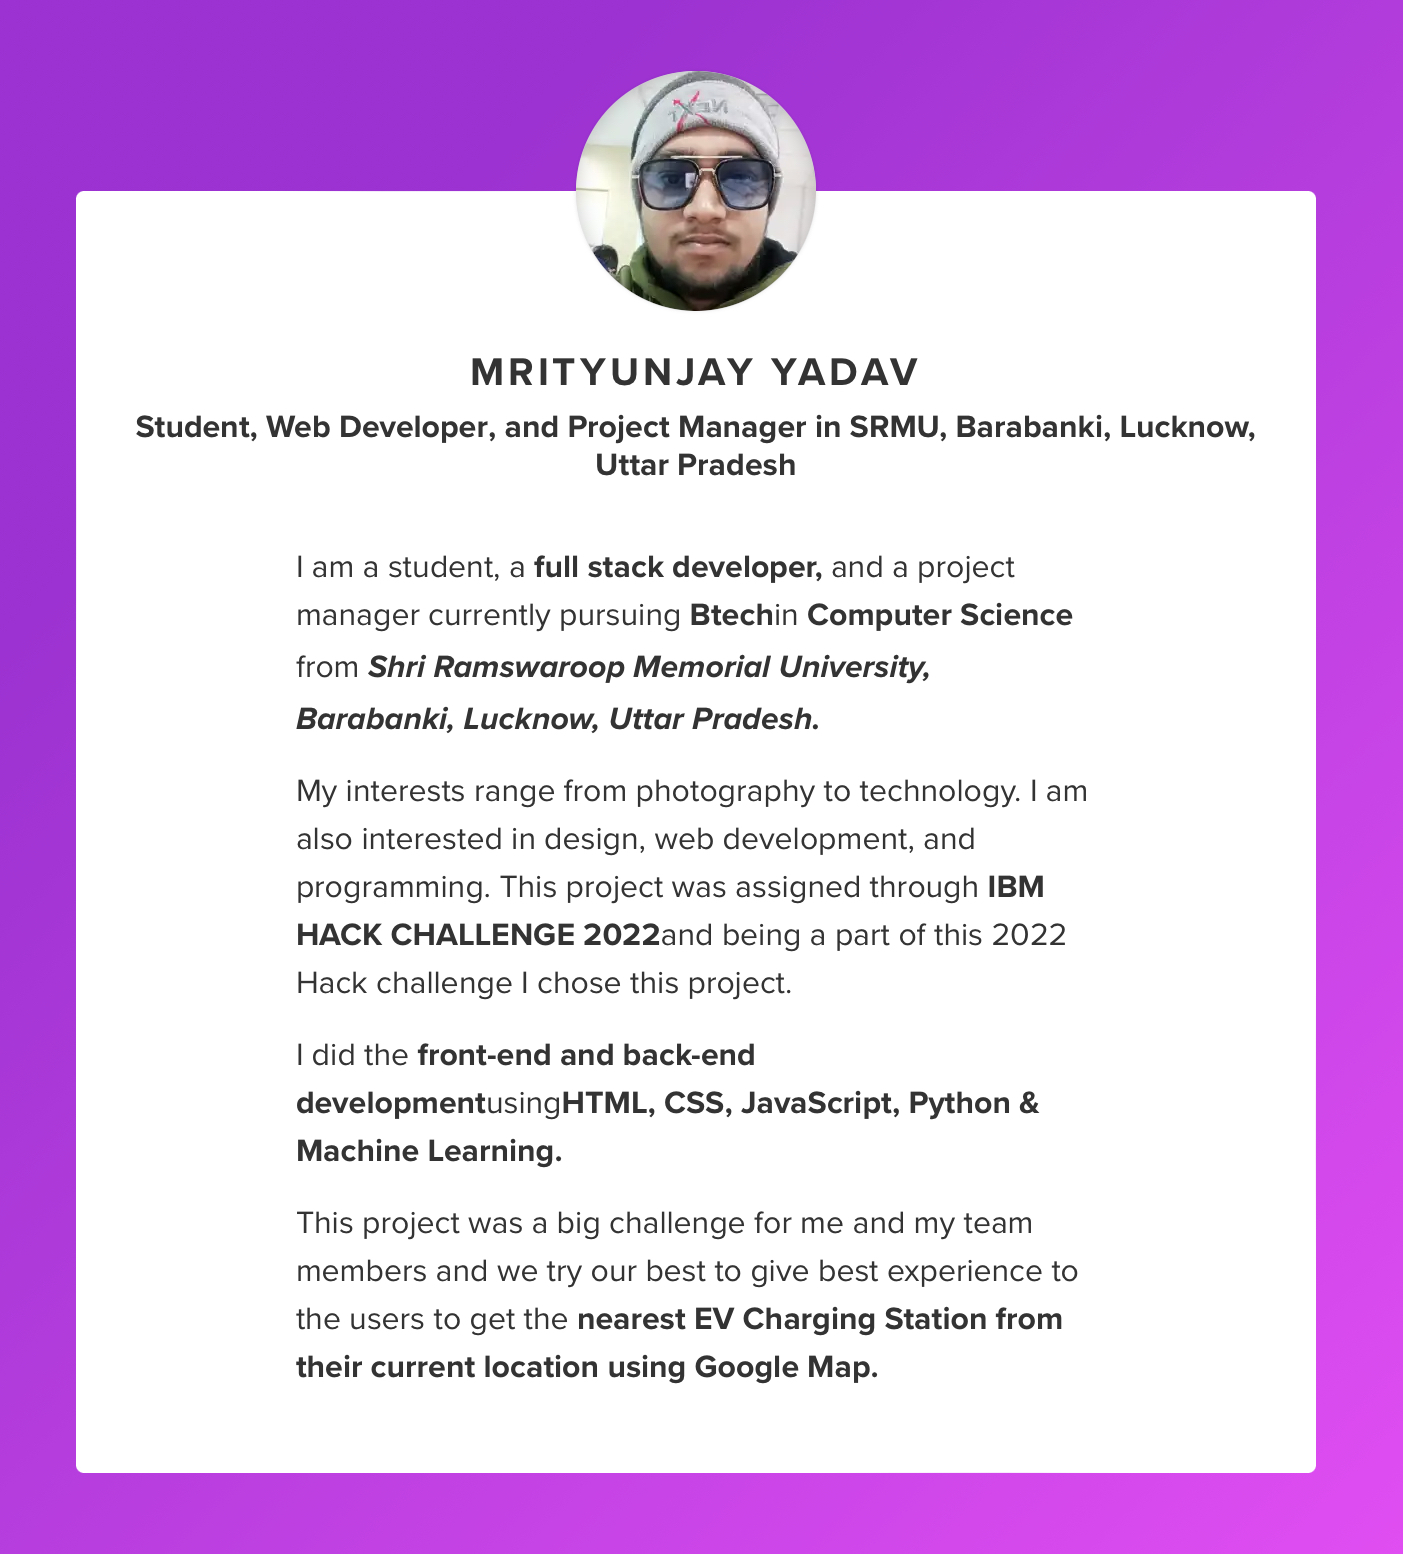 NEXT
MRITYUNJAY YADAV
Student, Web Developer, and Project Manager in SRMU, Barabanki, Lucknow,
Uttar Pradesh
I am a student, a full stack developer, and a project
manager currently pursuing Btechin Computer Science
from Shri Ramswaroop Memorial University,
Barabanki, Lucknow, Uttar Pradesh.
My interests range from photography to technology. I am
also interested in design, web development, and
programming. This project was assigned through IBM
HACK CHALLENGE 2022and being a part of this 2022
Hack challenge I chose this project.
I did the front-end and back-end
developmentusingHTML, CSS, JavaScript, Python &
Machine Learning.
This project was a big challenge for me and my team
members and we try our best to give best experience to
the users to get the nearest EV Charging Station from
their current location using Google Map.